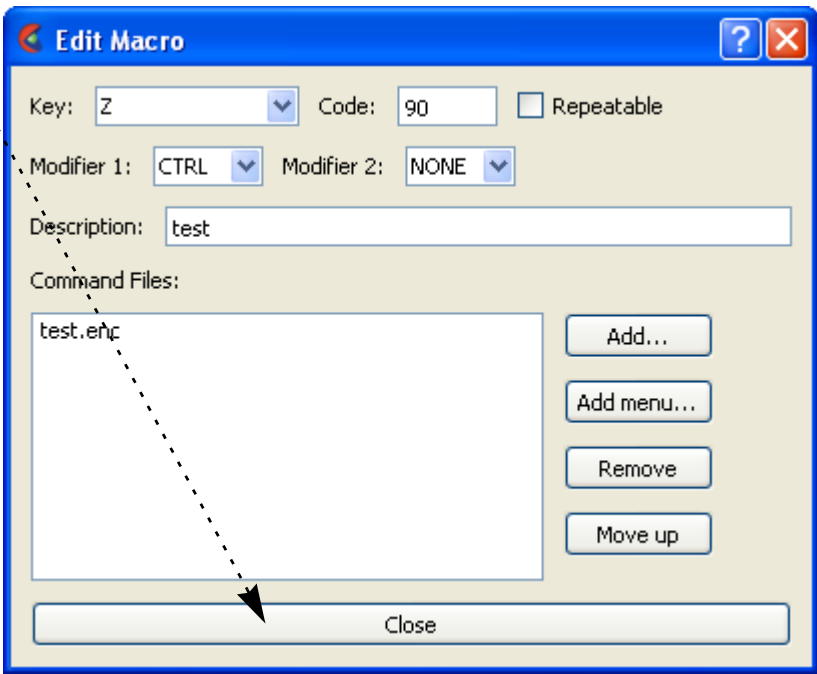 Edit Macro
?
Key: Z Code: 90 Repeatable
Modifier 1: CTRL Modifier 2: NONE
Description: test
Command Files:
test.enc
Add...
Add menu...
Remove
Move up
Close